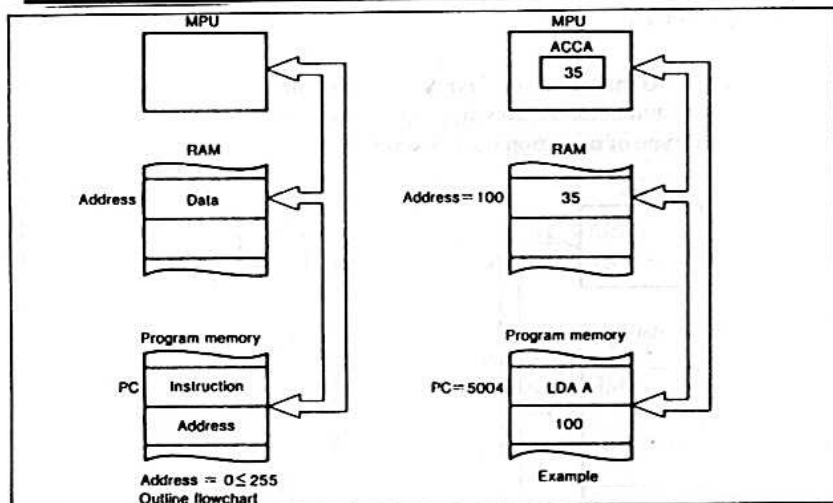 MPU
RAM
Address
Data
Program memory
PC
Instruction
Address
Address = 0 ≤ 255
Outline flowchart
MPU
ACCA
35
RAM
Address = 100
35
Program memory
PC = 5004
LDA A
100
Example